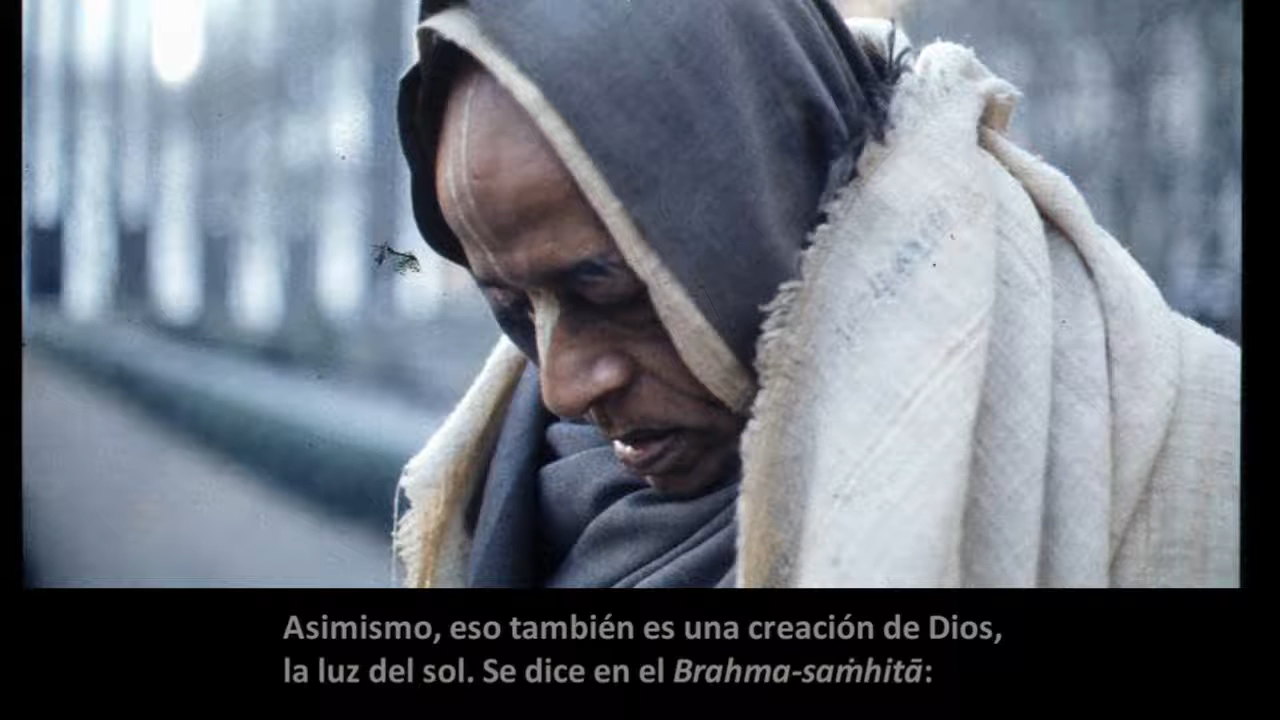 Asimismo, eso también es una creación de Dios,
la luz del sol. Se dice en el Brahma-saṁhitā: